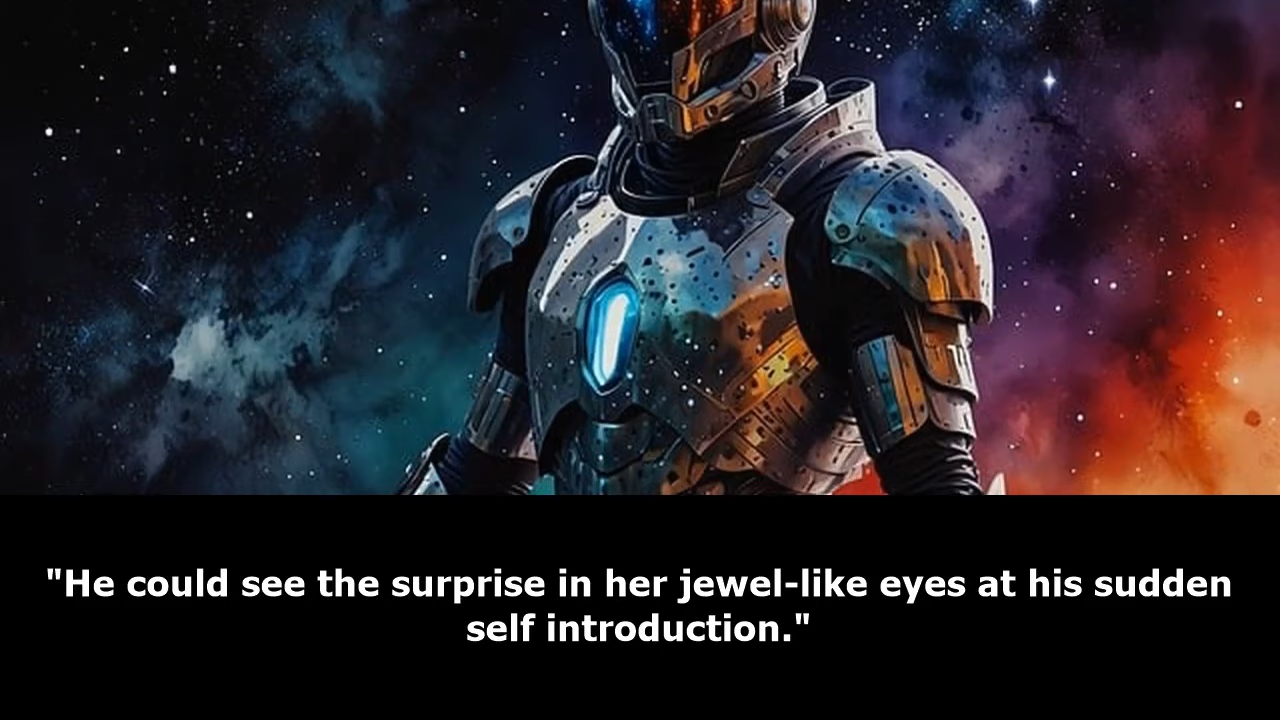 "He could see the surprise in her jewel-like eyes at his sudden
self introduction."